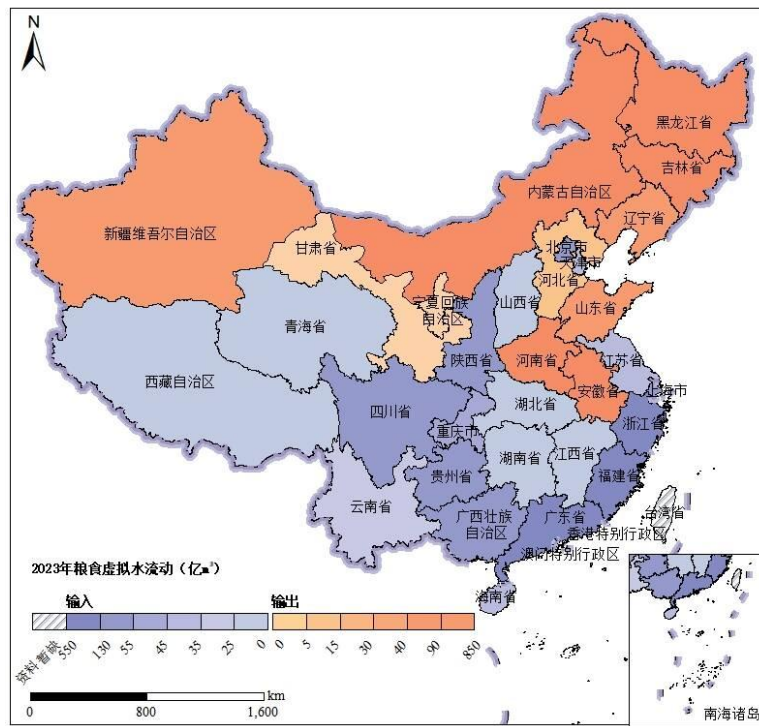 N
黑龙江省
吉林省
内蒙古自治区
辽宁省
新疆维吾尔自治区
甘肃省
北京市
天津市
河北省
宁夏回族
自治区
山西省
山东省
青海省
陕西省
河南省
江苏省
西藏自治区
安徽省
上海市
四川省
湖北省
重庆市
浙江省
湖南省
江西省
贵州省
福建省
云南省
台湾省
广西壮族
自治区
广东省
香港特别行政区
澳门特别行政区
海南省
2023年粮食虚拟水流动（亿m³）
输入
输出
资料暂缺
550
130
55
45
35
25
0
0
5
15
30
40
90
850
km
0
800
1,600
南海诸岛